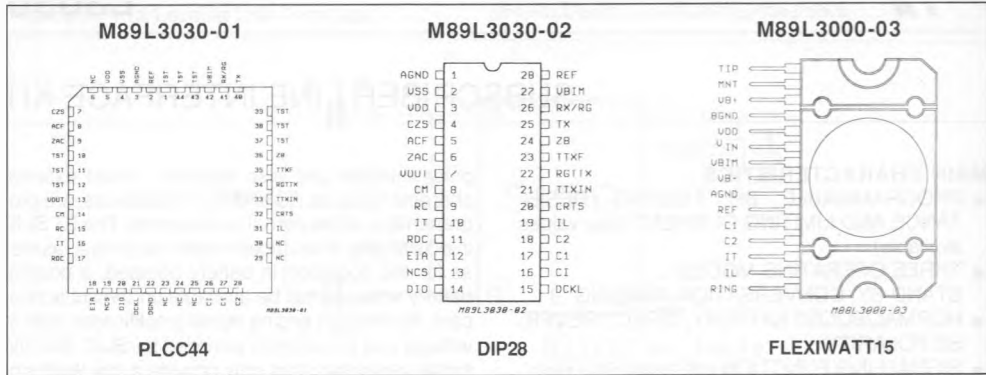 M89L3030-01
M89L3030-02
M89L3000-03
NC VDD VSS AGND REF TST TST TST VBIM RX/RG TX
6 5 4 3 2 1 44 43 42 41 40
CZS 7
ACF 8
ZAC 9
TST 10
TST 11
TST 12
VOUT 13
CM 14
RC 15
IT 16
RDC 17
39 TST
38 TST
37 TST
36 ZB
35 TTXF
34 RGTTX
33 TTXIN
32 CRTS
31 NC
30 NC
29 NC
18 19 20 21 22 23 24 25 26 27 28
EIA NCS DIO DCLK DGND NC NC NC CI C1 C2
M89L3030-01
PLCC44
AGND 1 28 REF
VSS 2 27 VBIM
VDD 3 26 RX/RG
CZS 4 25 TX
ACF 5 24 ZB
ZAC 6 23 TTXF
VOUT 7 22 RGTTX
CM 8 21 TTXIN
RC 9 20 CRTS
IT 10 19 NC
RDC 11 18 C2
EIA 12 17 C1
NCS 13 16 CI
DIO 14 15 DCKL
M89L3030-02
DIP28
TIP
MNT
VB+
BGND
VDD
VIN
VBIM
VB-
AGND
REF
C1
C2
IT
IL
RING
M88L3000-03
FLEXIWATT15